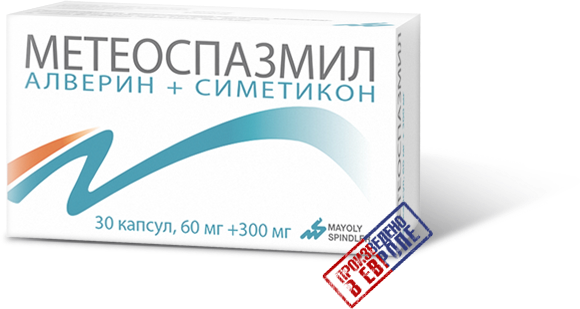 МЕТЕОСПАЗМИЛ
АЛВЕРИН + СИМЕТИКОН
30 капсул, 60 мг +300 мг
MAYOLY
SPINDLER
ПРОИЗВЕДЕНО
В ЕВРОПЕ